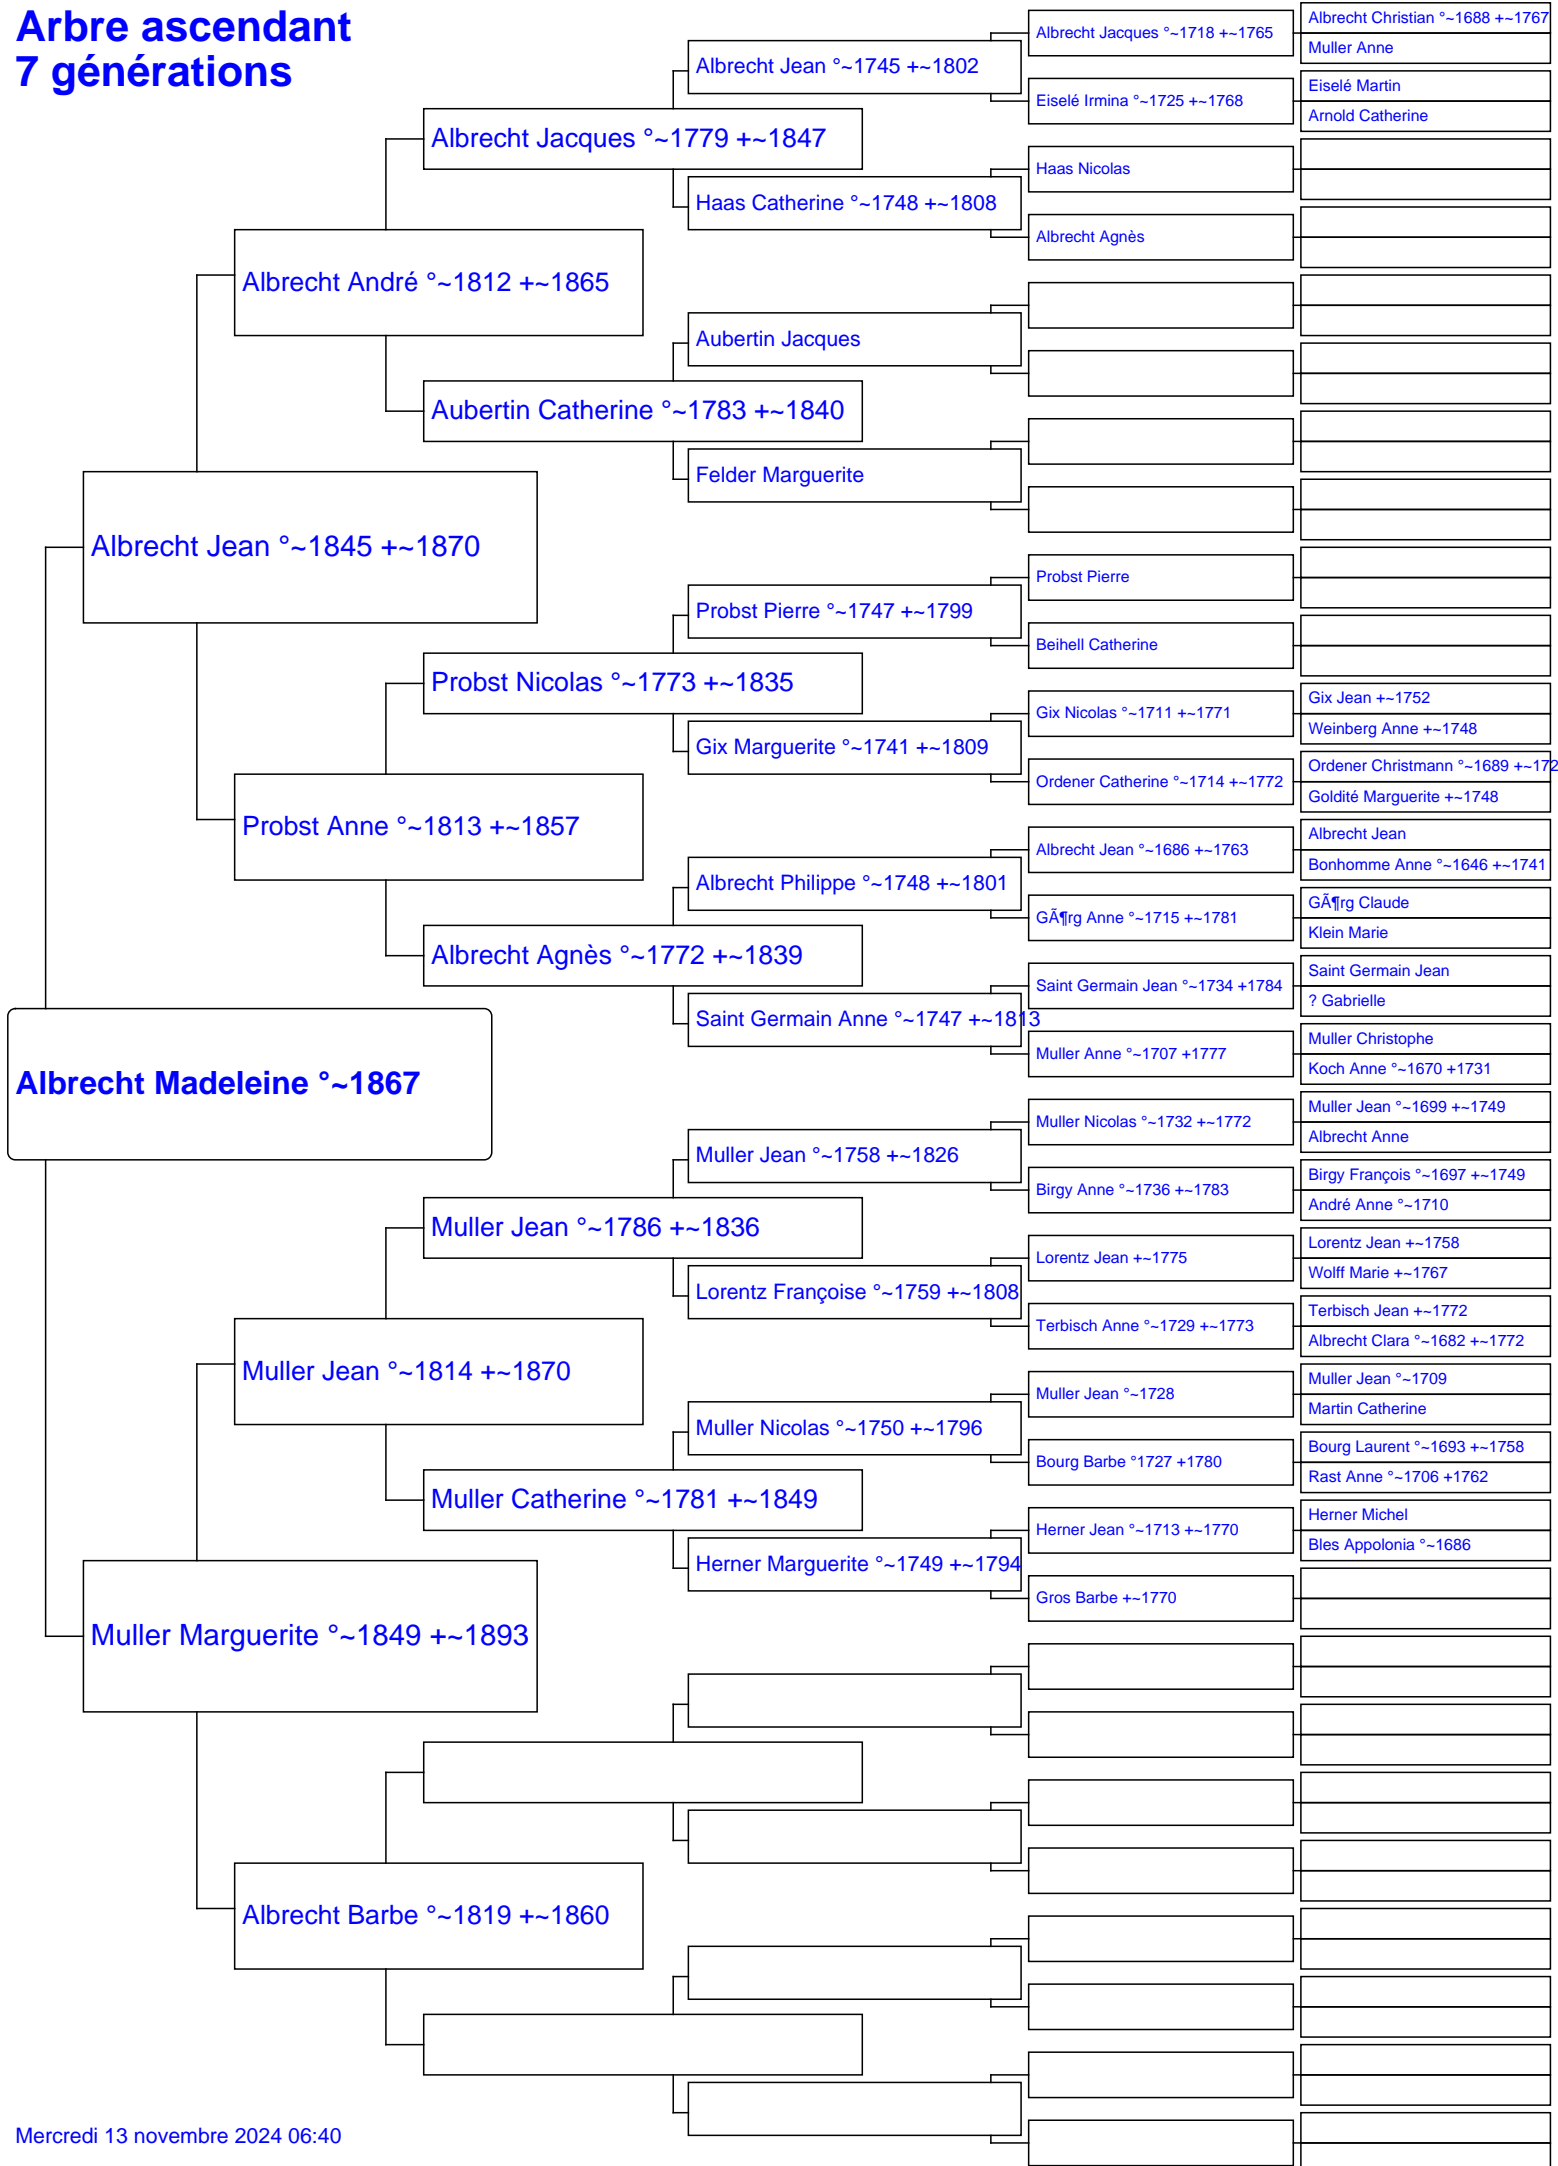 Arbre ascendant
7 générations
Albrecht Christian °~1688 +~1767
Albrecht Jacques °~1718 +~1765
Muller Anne
Albrecht Jean °~1745 +~1802
Eiselé Martin
Eiselé Irmina °~1725 +~1768
Arnold Catherine
Albrecht Jacques °~1779 +~1847
Haas Nicolas
Haas Catherine °~1748 +~1808
Albrecht Agnès
Albrecht André °~1812 +~1865
Aubertin Jacques
Aubertin Catherine °~1783 +~1840
Felder Marguerite
Albrecht Jean °~1845 +~1870
Probst Pierre
Probst Pierre °~1747 +~1799
Beihell Catherine
Probst Nicolas °~1773 +~1835
Gix Jean +~1752
Gix Nicolas °~1711 +~1771
Weinberg Anne +~1748
Gix Marguerite °~1741 +~1809
Ordener Christmann °~1689 +~172
Ordener Catherine °~1714 +~1772
Goldité Marguerite +~1748
Probst Anne °~1813 +~1857
Albrecht Jean
Albrecht Jean °~1686 +~1763
Bonhomme Anne °~1646 +~1741
Albrecht Philippe °~1748 +~1801
GÃ¶rg Claude
GÃ¶rg Anne °~1715 +~1781
Klein Marie
Albrecht Agnès °~1772 +~1839
Saint Germain Jean
Saint Germain Jean °~1734 +1784
? Gabrielle
Saint Germain Anne °~1747 +~1813
Muller Christophe
Muller Anne °~1707 +1777
Koch Anne °~1670 +1731
Albrecht Madeleine °~1867
Muller Jean °~1699 +~1749
Muller Nicolas °~1732 +~1772
Albrecht Anne
Muller Jean °~1758 +~1826
Birgy François °~1697 +~1749
Birgy Anne °~1736 +~1783
André Anne °~1710
Muller Jean °~1786 +~1836
Lorentz Jean +~1758
Lorentz Jean +~1775
Wolff Marie +~1767
Lorentz Françoise °~1759 +~1808
Terbisch Jean +~1772
Terbisch Anne °~1729 +~1773
Albrecht Clara °~1682 +~1772
Muller Jean °~1814 +~1870
Muller Jean °~1709
Muller Jean °~1728
Martin Catherine
Muller Nicolas °~1750 +~1796
Bourg Laurent °~1693 +~1758
Bourg Barbe °1727 +1780
Rast Anne °~1706 +1762
Muller Catherine °~1781 +~1849
Herner Michel
Herner Jean °~1713 +~1770
Bles Appolonia °~1686
Herner Marguerite °~1749 +~1794
Gros Barbe +~1770
Muller Marguerite °~1849 +~1893
Albrecht Barbe °~1819 +~1860
Mercredi 13 novembre 2024 06:40